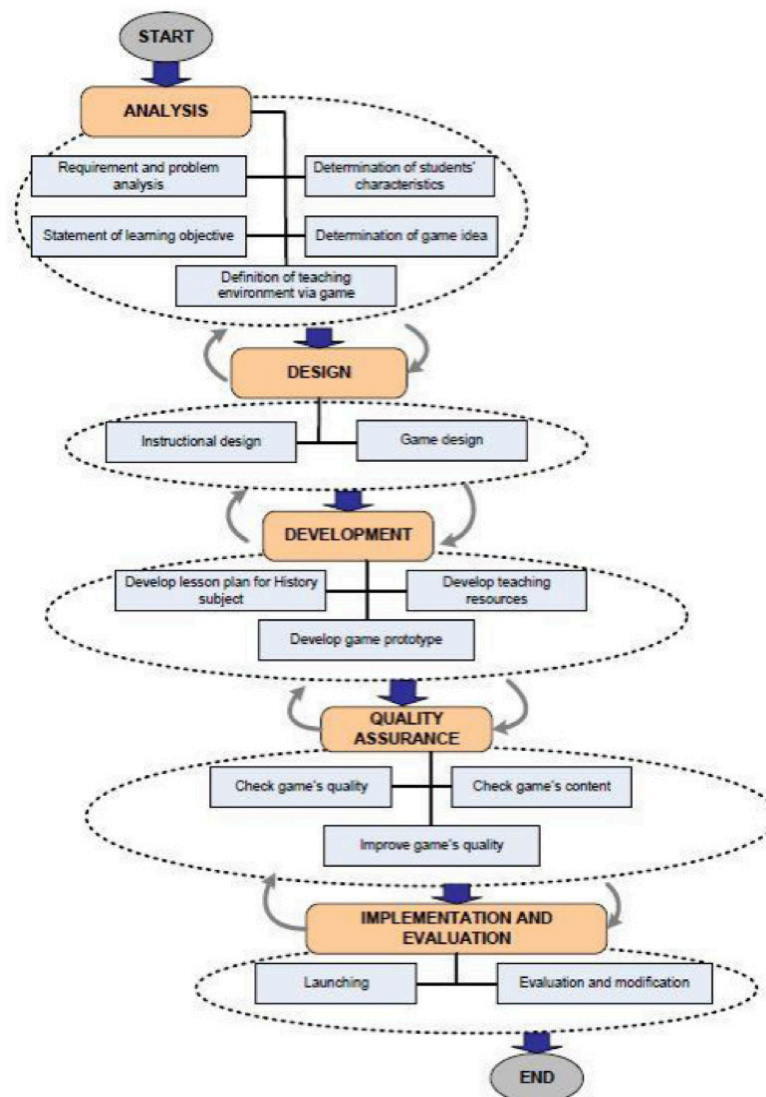 START
ANALYSIS
Requirement and problem
analysis
Determination of students'
characteristics
Statement of learning objective
Determination of game idea
Definition of teaching
environment via game
DESIGN
Instructional design
Game design
DEVELOPMENT
Develop lesson plan for History
subject
Develop teaching
resources
Develop game prototype
QUALITY
ASSURANCE
Check game's quality
Check game's content
Improve game's quality
IMPLEMENTATION AND
EVALUATION
Launching
Evaluation and modification
END